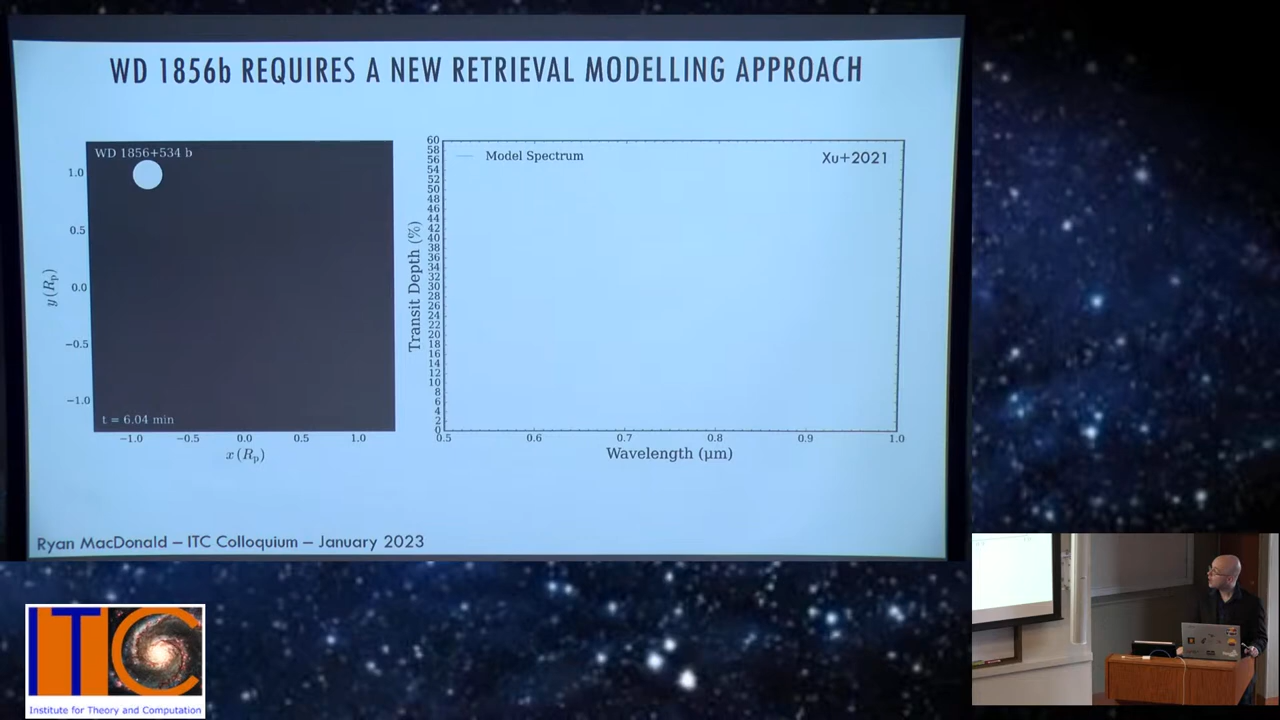 WD 1856b REQUIRES A NEW RETRIEVAL MODELLING APPROACH
WD 1856+534 b
1.0
0.5
0.0
−0.5
−1.0
y (Rp)
t = 6.04 min
−1.0 −0.5 0.0 0.5 1.0
x (Rp)
Model Spectrum
Xu+2021
60
58
56
54
52
50
48
46
44
42
40
38
36
34
32
30
28
26
24
22
20
18
16
14
12
10
8
6
4
2
0
Transit Depth (%)
0.5 0.6 0.7 0.8 0.9 1.0
Wavelength (μm)
Ryan MacDonald – ITC Colloquium – January 2023
ITC
Institute for Theory and Computation